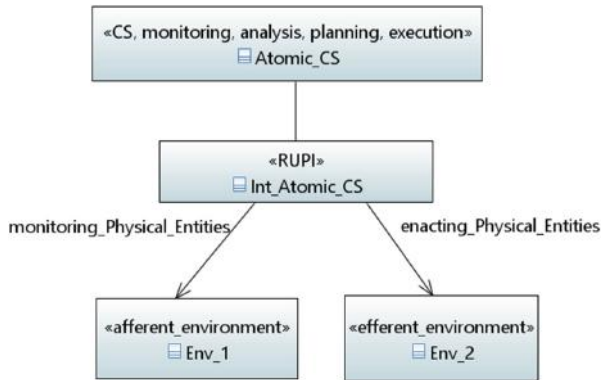 «CS, monitoring, analysis, planning, execution»
Atomic_CS
«RUPI»
Int_Atomic_CS
monitoring_Physical_Entities
enacting_Physical_Entities
«afferent_environment»
Env_1
«efferent_environment»
Env_2